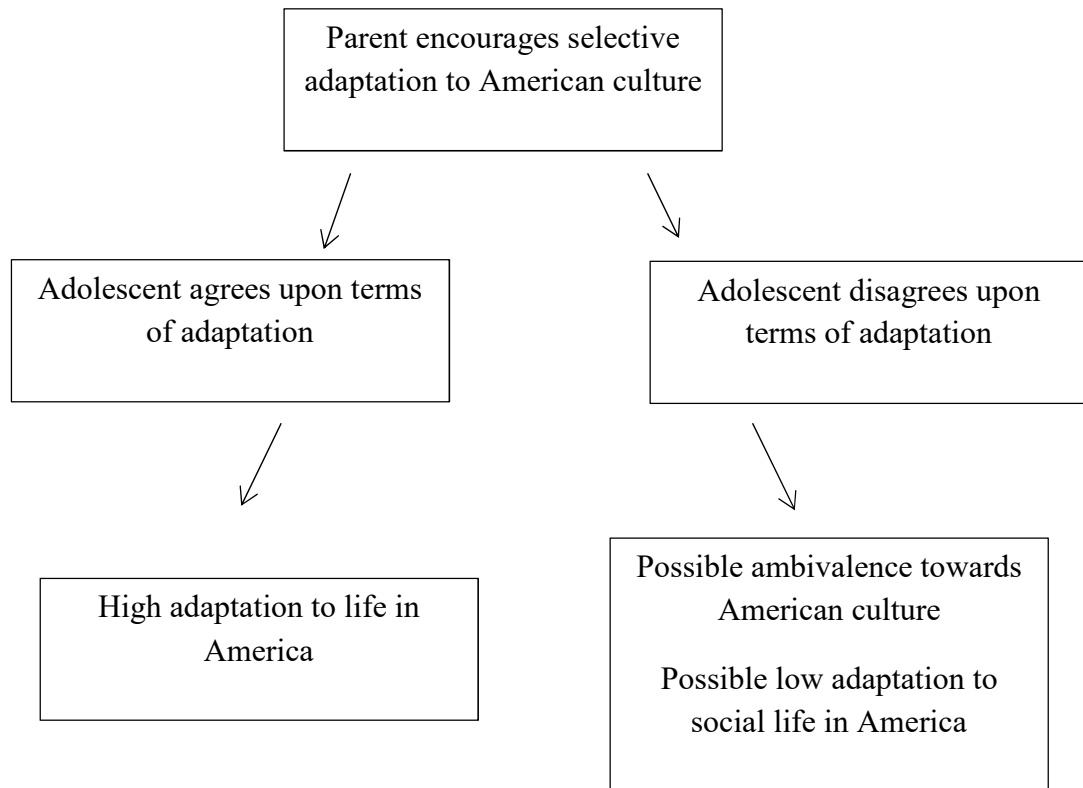 Parent encourages selective
adaptation to American culture
Adolescent agrees upon terms
of adaptation
Adolescent disagrees upon
terms of adaptation
High adaptation to life in
America
Possible ambivalence towards
American culture
Possible low adaptation to
social life in America